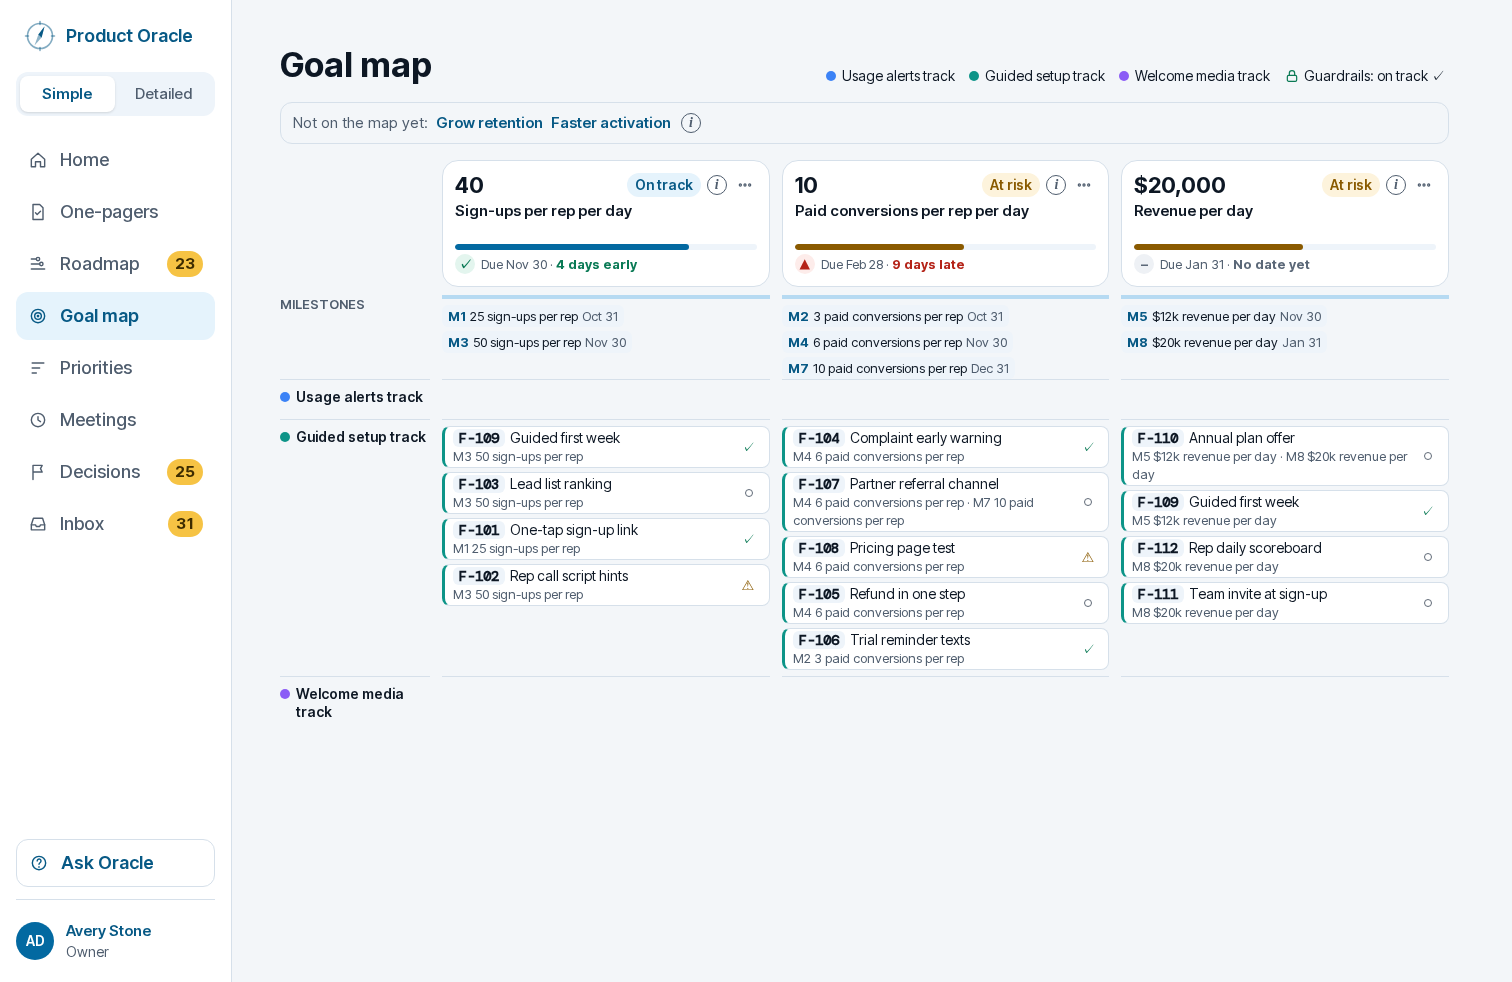 Product Oracle
Simple Detailed
Home
One-pagers
Roadmap 23
Goal map
Priorities
Meetings
Decisions 25
Inbox 31
Ask Oracle
AD
Avery Stone
Owner
Goal map
Usage alerts track Guided setup track Welcome media track Guardrails: on track ✓
Not on the map yet: Grow retention Faster activation i
40 On track i •••
Sign-ups per rep per day
✓ Due Nov 30 · 4 days early
10 At risk i •••
Paid conversions per rep per day
▲ Due Feb 28 · 9 days late
$20,000 At risk i •••
Revenue per day
– Due Jan 31 · No date yet
MILESTONES
M1 25 sign-ups per rep Oct 31
M3 50 sign-ups per rep Nov 30
M2 3 paid conversions per rep Oct 31
M4 6 paid conversions per rep Nov 30
M7 10 paid conversions per rep Dec 31
M5 $12k revenue per day Nov 30
M8 $20k revenue per day Jan 31
Usage alerts track
Guided setup track
F-109 Guided first week ✓
M3 50 sign-ups per rep
F-103 Lead list ranking ○
M3 50 sign-ups per rep
F-101 One-tap sign-up link ✓
M1 25 sign-ups per rep
F-102 Rep call script hints ⚠
M3 50 sign-ups per rep
F-104 Complaint early warning ✓
M4 6 paid conversions per rep
F-107 Partner referral channel ○
M4 6 paid conversions per rep · M7 10 paid
conversions per rep
F-108 Pricing page test ⚠
M4 6 paid conversions per rep
F-105 Refund in one step ○
M4 6 paid conversions per rep
F-106 Trial reminder texts ✓
M2 3 paid conversions per rep
F-110 Annual plan offer ○
M5 $12k revenue per day · M8 $20k revenue per
day
F-109 Guided first week ✓
M5 $12k revenue per day
F-112 Rep daily scoreboard ○
M8 $20k revenue per day
F-111 Team invite at sign-up ○
M8 $20k revenue per day
Welcome media
track